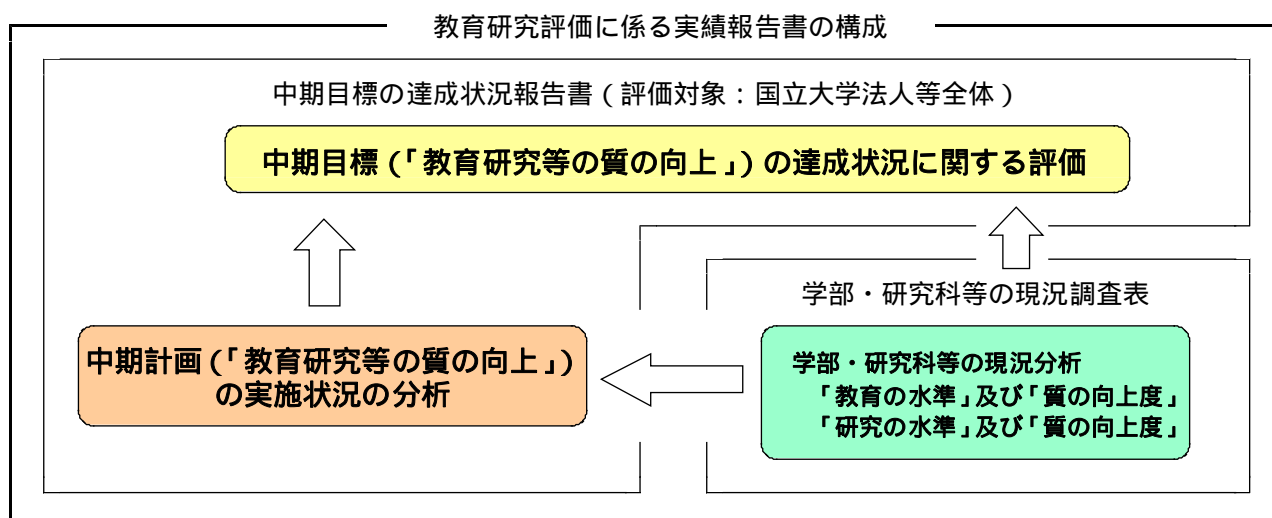 教育研究評価に係る実績報告書の構成
中期目標の達成状況報告書（評価対象：国立大学法人等全体）
中期目標（「教育研究等の質の向上」）の達成状況に関する評価
学部・研究科等の現況調査表
中期計画（「教育研究等の質の向上」）
の実施状況の分析
学部・研究科等の現況分析
「教育の水準」及び「質の向上度」
「研究の水準」及び「質の向上度」